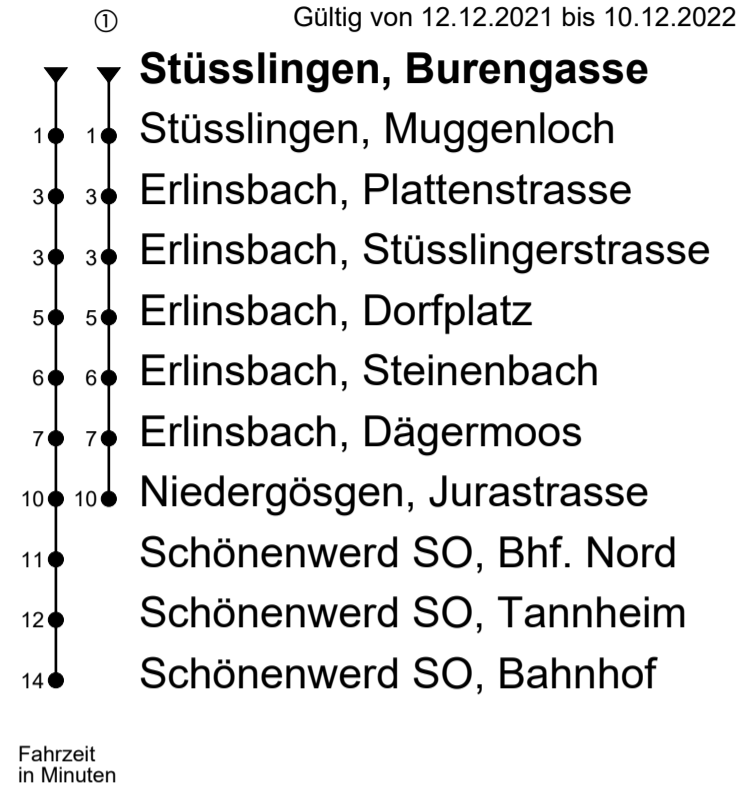 ① Gültig von 12.12.2021 bis 10.12.2022
Stüsslingen, Burengasse
1 1 Stüsslingen, Muggenloch
3 3 Erlinsbach, Plattenstrasse
3 3 Erlinsbach, Stüsslingerstrasse
5 5 Erlinsbach, Dorfplatz
6 6 Erlinsbach, Steinenbach
7 7 Erlinsbach, Dägermoos
10 10 Niedergösgen, Jurastrasse
11 Schönenwerd SO, Bhf. Nord
12 Schönenwerd SO, Tannheim
14 Schönenwerd SO, Bahnhof
Fahrzeit
in Minuten